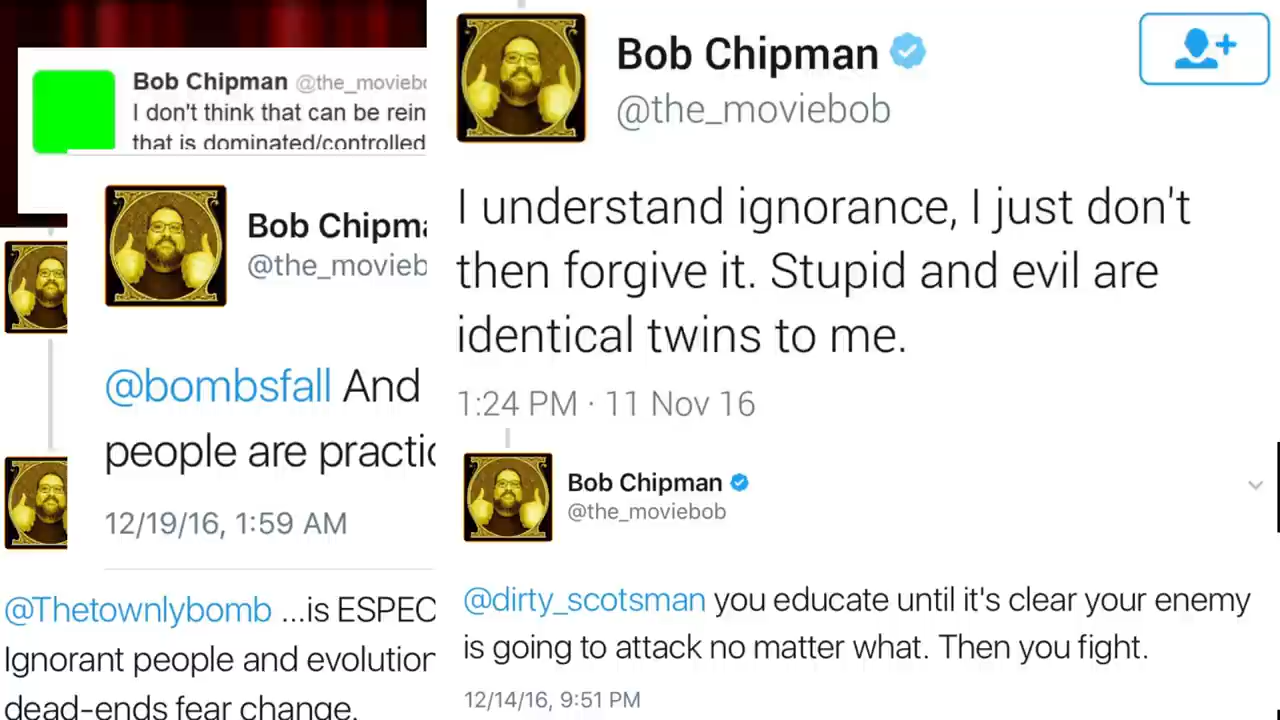 Bob Chipman @the_moviebo
I don't think that can be rein
that is dominated/controlled
Bob Chipma
@the_movieb
@bombsfall And
people are practic
12/19/16, 1:59 AM
@Thetownlybomb ...is ESPEC
Ignorant people and evolution
dead-ends fear change.
Bob Chipman
@the_moviebob
I understand ignorance, I just don't
then forgive it. Stupid and evil are
identical twins to me.
1:24 PM · 11 Nov 16
Bob Chipman
@the_moviebob
@dirty_scotsman you educate until it's clear your enemy
is going to attack no matter what. Then you fight.
12/14/16, 9:51 PM